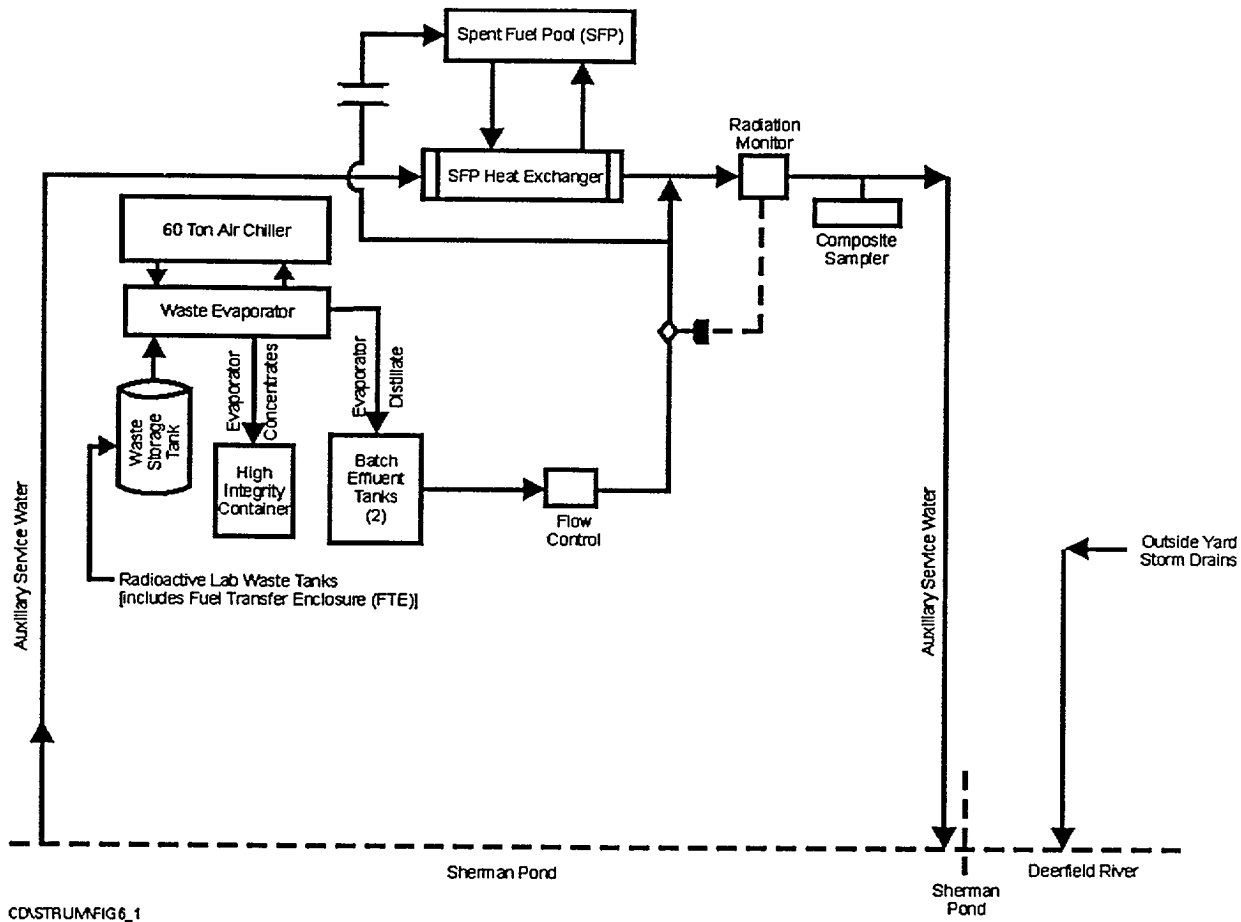 Spent Fuel Pool (SFP)
Radiation
Monitor
SFP Heat Exchanger
60 Ton Air Chiller
Composite
Sampler
Waste Evaporator
Evaporator
Concentrates
Evaporator
Distillate
Waste
Storage
Tank
High
Integrity
Container
Batch
Effluent
Tanks
(2)
Flow
Control
Outside Yard
Storm Drains
Radioactive Lab Waste Tanks
[includes Fuel Transfer Enclosure (FTE)]
Auxiliary Service Water
Auxiliary Service Water
Sherman Pond
Sherman
Pond
Deerfield River
CD\STRUM\FIG6_1